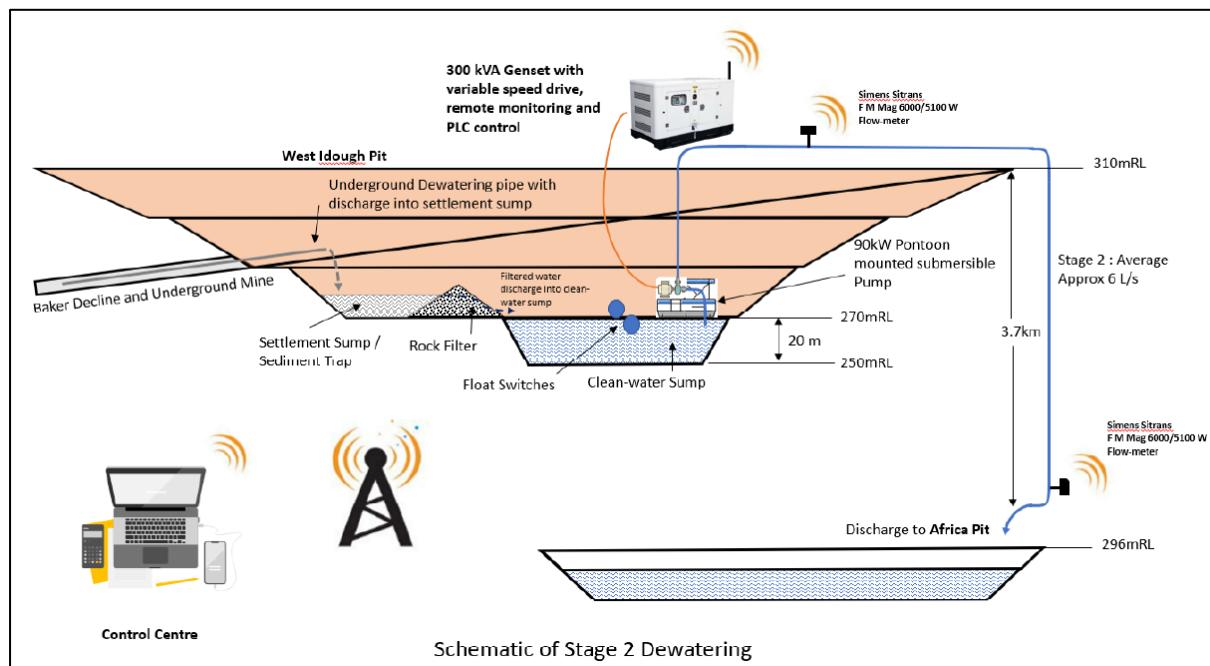 300 kVA Genset with
variable speed drive,
remote monitoring and
PLC control
Simens Sitrans
F M Mag 6000/5100 W
Flow-meter
West Idough Pit
310mRL
Underground Dewatering pipe with
discharge into settlement sump
90kW Pontoon
mounted submersible
Pump
Stage 2 : Average
Approx 6 L/s
Baker Decline and Underground Mine
Filtered water
discharge into clean-
water sump
270mRL
3.7km
Settlement Sump /
Sediment Trap
Rock Filter
20 m
Float Switches
Clean-water Sump
250mRL
Simens Sitrans
F M Mag 6000/5100 W
Flow-meter
Discharge to Africa Pit
296mRL
Control Centre
Schematic of Stage 2 Dewatering